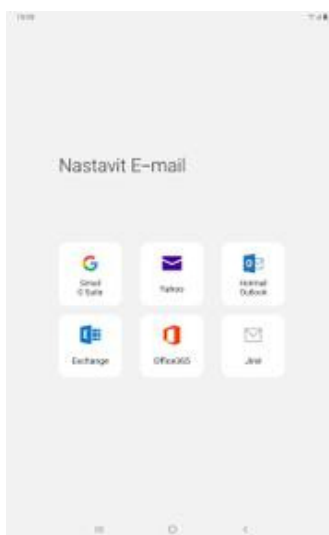 Nastavit E-mail
Gmail
G Suite
Yahoo
Hotmail
Outlook
Exchange
Office365
Jiné